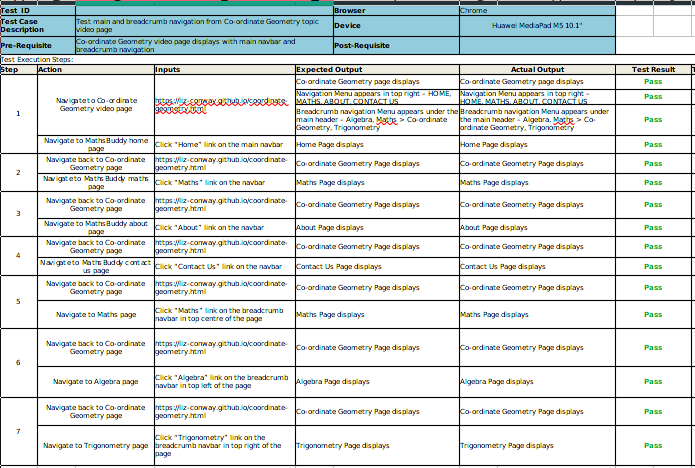 Test ID
Browser
Chrome
Test Case
Description
Test main and breadcrumb navigation from Co-ordinate Geometry topic
video page
Device
Huawei MediaPad M5 10.1"
Pre-Requisite
Co-ordinate Geometry video page displays with main navbar and
breadcrumb navigation
Post-Requisite
Test Execution Steps:
Step
Action
Inputs
Expected Output
Actual Output
Test Result
1
Navigate to Co-ordinate
Geometry video page
https://liz-conway.github.io/coordinate-
geometry.html
Co-ordinate Geometry page displays
Co-ordinate Geometry page displays
Pass
Navigation Menu appears in top right – HOME,
MATHS, ABOUT, CONTACT US
Navigation Menu appears in top right –
HOME, MATHS, ABOUT, CONTACT US
Pass
Breadcrumb navigation Menu appears under the
main header – Algebra, Maths > Co-ordinate
Geometry, Trigonometry
Breadcrumb navigation Menu appears under
the main header – Algebra, Maths > Co-
ordinate Geometry, Trigonometry
Pass
Navigate to MathsBuddy home
page
Click “Home” link on the main navbar
Home Page displays
Home Page displays
Pass
2
Navigate back to Co-ordinate
Geometry page
https://liz-conway.github.io/coordinate-
geometry.html
Co-ordinate Geometry page displays
Co-ordinate Geometry page displays
Pass
Navigate to Maths Buddy maths
page
Click “Maths” link on the navbar
Maths Page displays
Maths Page displays
Pass
3
Navigate back to Co-ordinate
Geometry page
https://liz-conway.github.io/coordinate-
geometry.html
Co-ordinate Geometry page displays
Co-ordinate Geometry page displays
Pass
Navigate to MathsBuddy about
page
Click “About” link on the navbar
About Page displays
About Page displays
Pass
4
Navigate back to Co-ordinate
Geometry page
https://liz-conway.github.io/coordinate-
geometry.html
Co-ordinate Geometry page displays
Co-ordinate Geometry page displays
Pass
Navigate to Maths Buddy contact
us page
Click “Contact Us” link on the navbar
Contact Us Page displays
Contact Us Page displays
Pass
5
Navigate back to Co-ordinate
Geometry page
https://liz-conway.github.io/coordinate-
geometry.html
Co-ordinate Geometry page displays
Co-ordinate Geometry page displays
Pass
Navigate to Maths page
Click “Maths” link on the breadcrumb
navbar in top centre of the page
Maths Page displays
Maths Page displays
Pass
6
Navigate back to Co-ordinate
Geometry page
https://liz-conway.github.io/coordinate-
geometry.html
Co-ordinate Geometry page displays
Co-ordinate Geometry page displays
Pass
Navigate to Algebra page
Click “Algebra” link on the breadcrumb
navbar in top left of the page
Algebra Page displays
Algebra Page displays
Pass
7
Navigate back to Co-ordinate
Geometry page
https://liz-conway.github.io/coordinate-
geometry.html
Co-ordinate Geometry page displays
Co-ordinate Geometry page displays
Pass
Navigate to Trigonometry page
Click “Trigonometry” link on the
breadcrumb navbar in top right of the
page
Trigonometry Page displays
Trigonometry Page displays
Pass